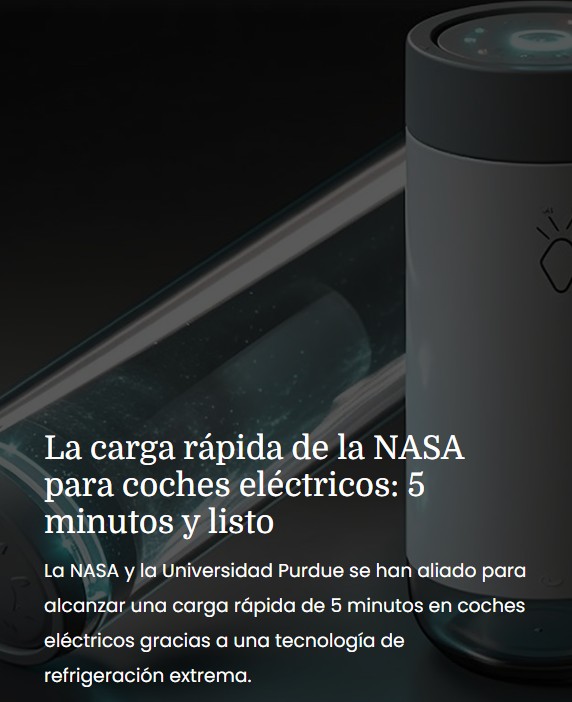 La carga rápida de la NASA
para coches eléctricos: 5
minutos y listo
La NASA y la Universidad Purdue se han aliado para
alcanzar una carga rápida de 5 minutos en coches
eléctricos gracias a una tecnología de
refrigeración extrema.